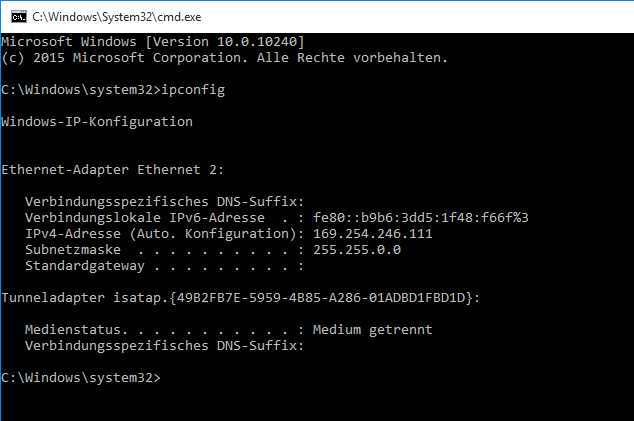 C:\Windows\System32\cmd.exe
Microsoft Windows [Version 10.0.10240]
(c) 2015 Microsoft Corporation. Alle Rechte vorbehalten.
C:\Windows\system32>ipconfig
Windows-IP-Konfiguration
Ethernet-Adapter Ethernet 2:
   Verbindungsspezifisches DNS-Suffix:
   Verbindungslokale IPv6-Adresse  . : fe80::b9b6:3dd5:1f48:f66f%3
   IPv4-Adresse (Auto. Konfiguration): 169.254.246.111
   Subnetzmaske  . . . . . . . . . . : 255.255.0.0
   Standardgateway . . . . . . . . . :
Tunneladapter isatap.{49B2FB7E-5959-4B85-A286-01ADBD1FBD1D}:
   Medienstatus. . . . . . . . . . . : Medium getrennt
   Verbindungsspezifisches DNS-Suffix:
C:\Windows\system32>